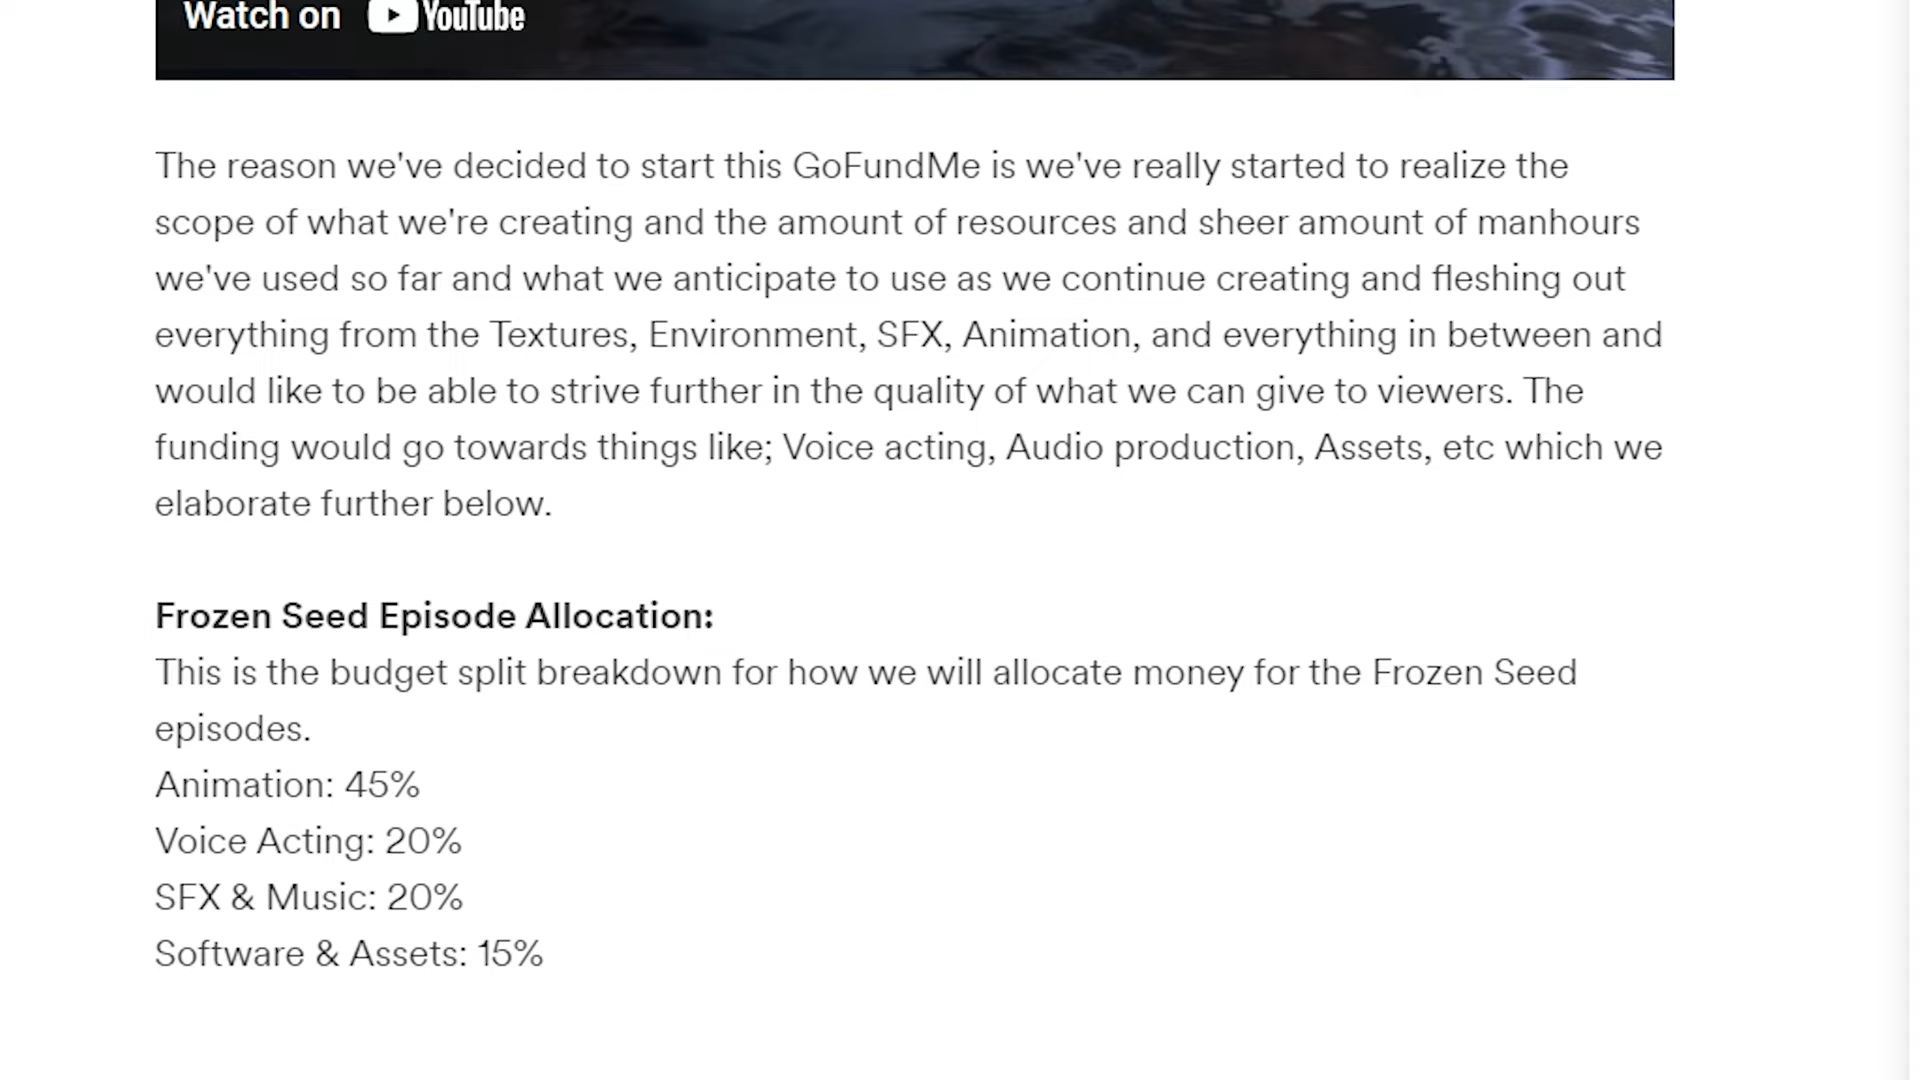 Watch on YouTube
The reason we've decided to start this GoFundMe is we've really started to realize the
scope of what we're creating and the amount of resources and sheer amount of manhours
we've used so far and what we anticipate to use as we continue creating and fleshing out
everything from the Textures, Environment, SFX, Animation, and everything in between and
would like to be able to strive further in the quality of what we can give to viewers. The
funding would go towards things like; Voice acting, Audio production, Assets, etc which we
elaborate further below.
Frozen Seed Episode Allocation:
This is the budget split breakdown for how we will allocate money for the Frozen Seed
episodes.
Animation: 45%
Voice Acting: 20%
SFX & Music: 20%
Software & Assets: 15%